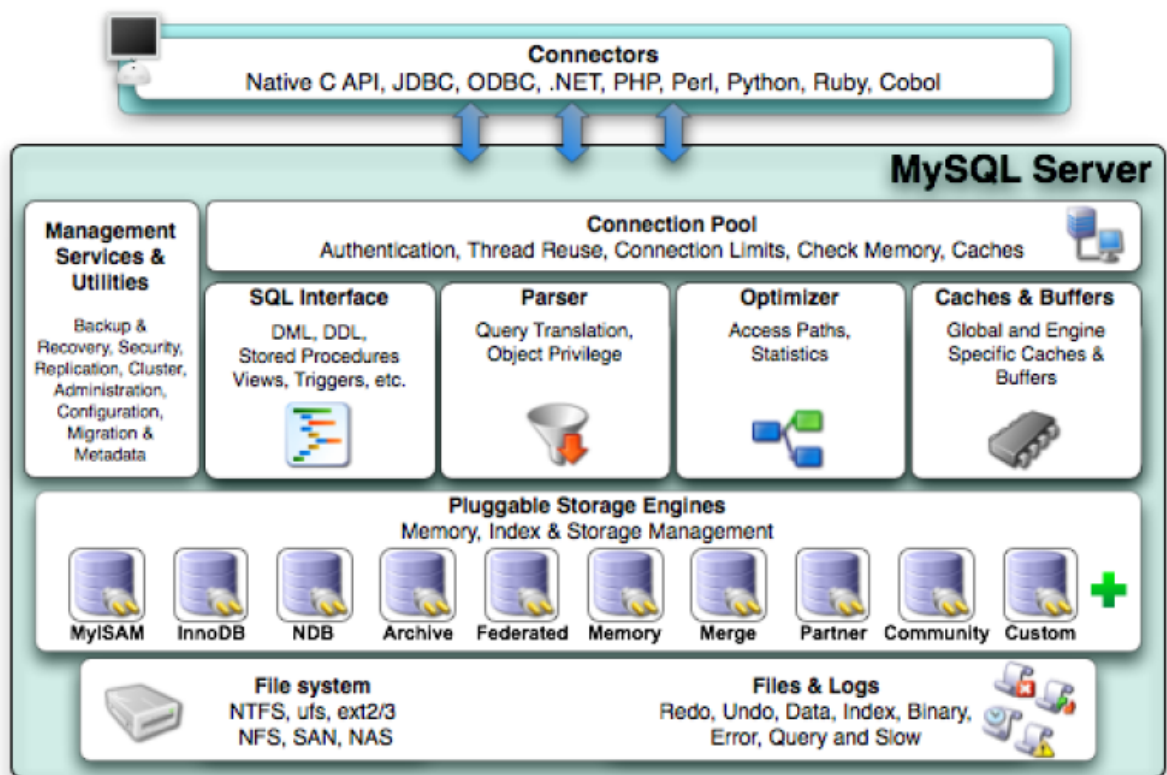 Connectors
Native C API, JDBC, ODBC, .NET, PHP, Perl, Python, Ruby, Cobol
MySQL Server
Management
Services &
Utilities
Backup &
Recovery, Security,
Replication, Cluster,
Administration,
Configuration,
Migration &
Metadata
Connection Pool
Authentication, Thread Reuse, Connection Limits, Check Memory, Caches
SQL Interface
DML, DDL,
Stored Procedures
Views, Triggers, etc.
Parser
Query Translation,
Object Privilege
Optimizer
Access Paths,
Statistics
Caches & Buffers
Global and Engine
Specific Caches &
Buffers
Pluggable Storage Engines
Memory, Index & Storage Management
MyISAM
InnoDB
NDB
Archive
Federated
Memory
Merge
Partner
Community
Custom
File system
NTFS, ufs, ext2/3
NFS, SAN, NAS
Files & Logs
Redo, Undo, Data, Index, Binary,
Error, Query and Slow